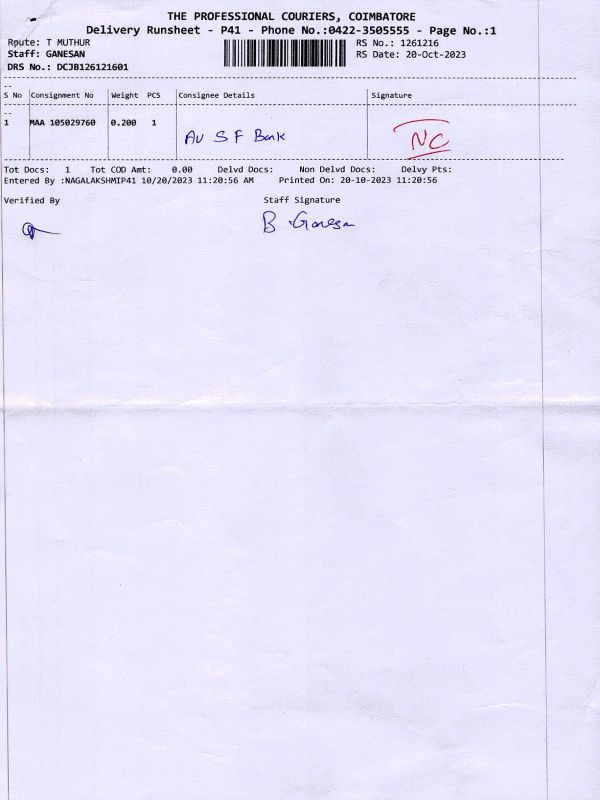 THE PROFESSIONAL COURIERS, COIMBATORE
Delivery Runsheet - P41 - Phone No.:0422-3505555 - Page No.:1
Route: T MUTHUR
RS No.: 1261216
Staff: GANESAN
RS Date: 20-Oct-2023
DRS No.: DCJB126121601
S No Consignment No Weight PCS Consignee Details Signature
1 MAA 105029760 0.200 1 AU S F Bank NC
Tot Docs: 1 Tot COD Amt: 0.00 Delvd Docs: Non Delvd Docs: Delvy Pts:
Entered By :NAGALAKSHMIP41 10/20/2023 11:20:56 AM Printed On: 20-10-2023 11:20:56
Verified By Staff Signature
B. Ganesan